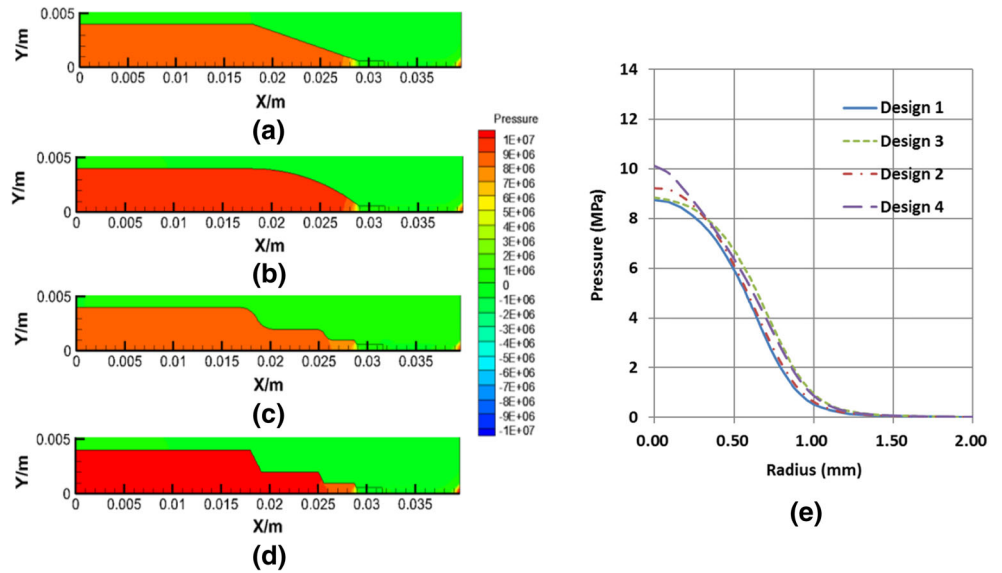 0.005
Y/m
0
0 0.005 0.01 0.015 0.02 0.025 0.03 0.035
X/m
(a)
0.005
Y/m
0
0 0.005 0.01 0.015 0.02 0.025 0.03 0.035
X/m
(b)
0.005
Y/m
0
0 0.005 0.01 0.015 0.02 0.025 0.03 0.035
X/m
(c)
0.005
Y/m
0
0 0.005 0.01 0.015 0.02 0.025 0.03 0.035
X/m
(d)
Pressure
1E+07
9E+06
8E+06
7E+06
6E+06
5E+06
4E+06
3E+06
2E+06
1E+06
0
-1E+06
-2E+06
-3E+06
-4E+06
-5E+06
-6E+06
-7E+06
-8E+06
-9E+06
-1E+07
14
12
10
8
6
4
2
0
Pressure (MPa)
Design 1
Design 3
Design 2
Design 4
0.00 0.50 1.00 1.50 2.00
Radius (mm)
(e)